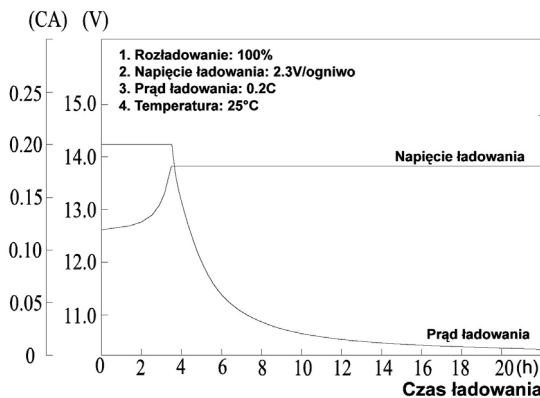 (CA) (V)
1. Rozładowanie: 100%
2. Napięcie ładowania: 2.3V/ogniwo
3. Prąd ładowania: 0.2C
4. Temperatura: 25°C
0.25
0.20
0.15
0.10
0.05
0
15.0
14.0
13.0
12.0
11.0
Napięcie ładowania
Prąd ładowania
0 2 4 6 8 10 12 14 16 18 20 (h)
Czas ładowania